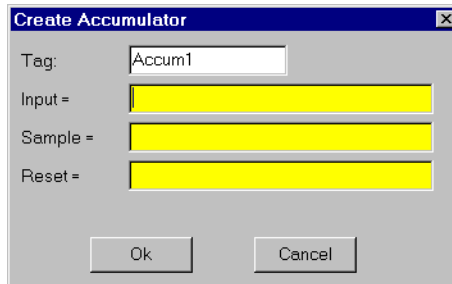 Create Accumulator
Tag: Accum1
Input =
Sample =
Reset =
Ok Cancel